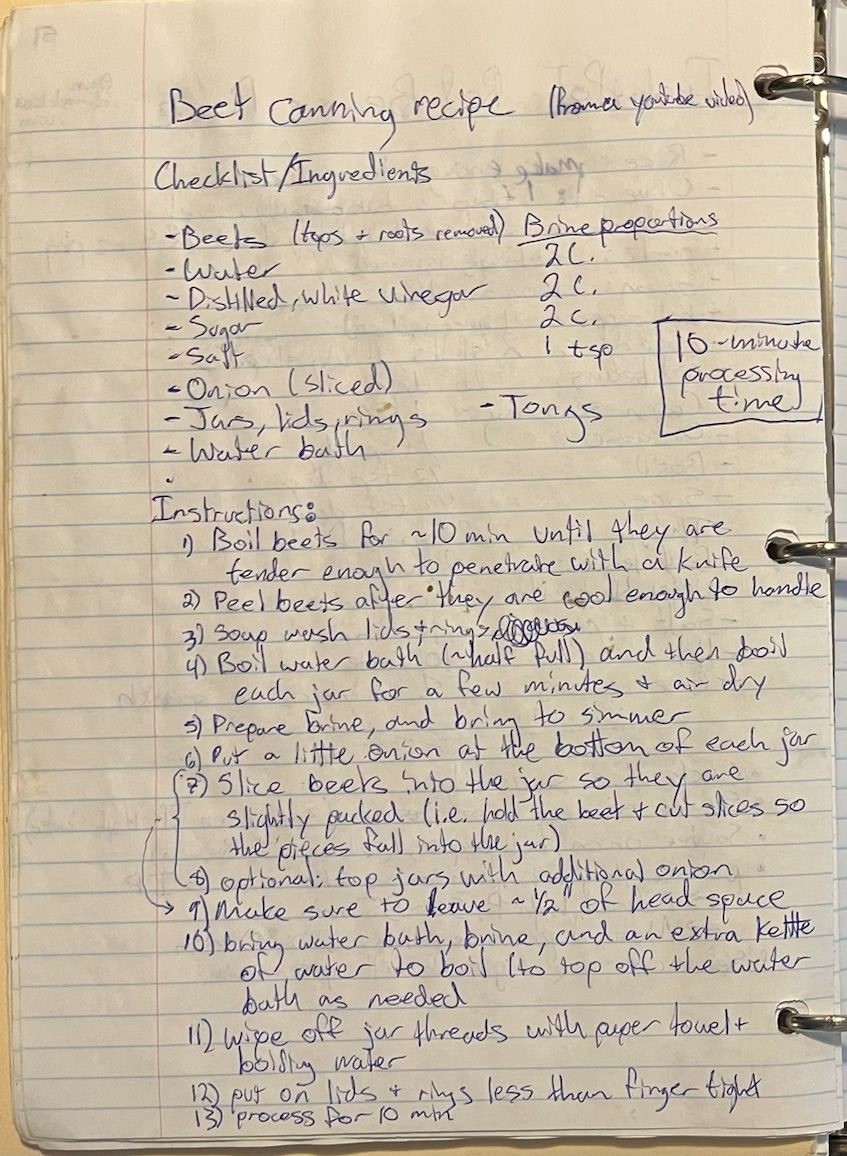 Beet Canning recipe (from a youtube video)
Checklist/Ingredients
- Beets (tops + roots removed) Brine proportions
- Water 2 C.
- Distilled, white vinegar 2 C.
- Sugar 2 C.
- Salt 1 tsp
10-minute
processing
time
- Onion (sliced)
- Jars, lids, rings - Tongs
- Water bath
Instructions:
1) Boil beets for ~10 min until they are
tender enough to penetrate with a knife
2) Peel beets after they are cool enough to handle
3) Soap wash lids + rings
4) Boil water bath (~half full) and then boil
each jar for a few minutes + air dry
5) Prepare brine, and bring to simmer
6) Put a little onion at the bottom of each jar
7) Slice beets into the jar so they are
slightly packed (i.e. hold the beet + cut slices so
the pieces fall into the jar)
8) optional: top jars with additional onion
9) Make sure to leave ~ 1/2" of head space
10) bring water bath, brine, and an extra kettle
of water to boil (to top off the water
bath as needed
11) wipe off jar threads with paper towel +
boiling water
12) put on lids + rings less than finger tight
13) process for 10 min